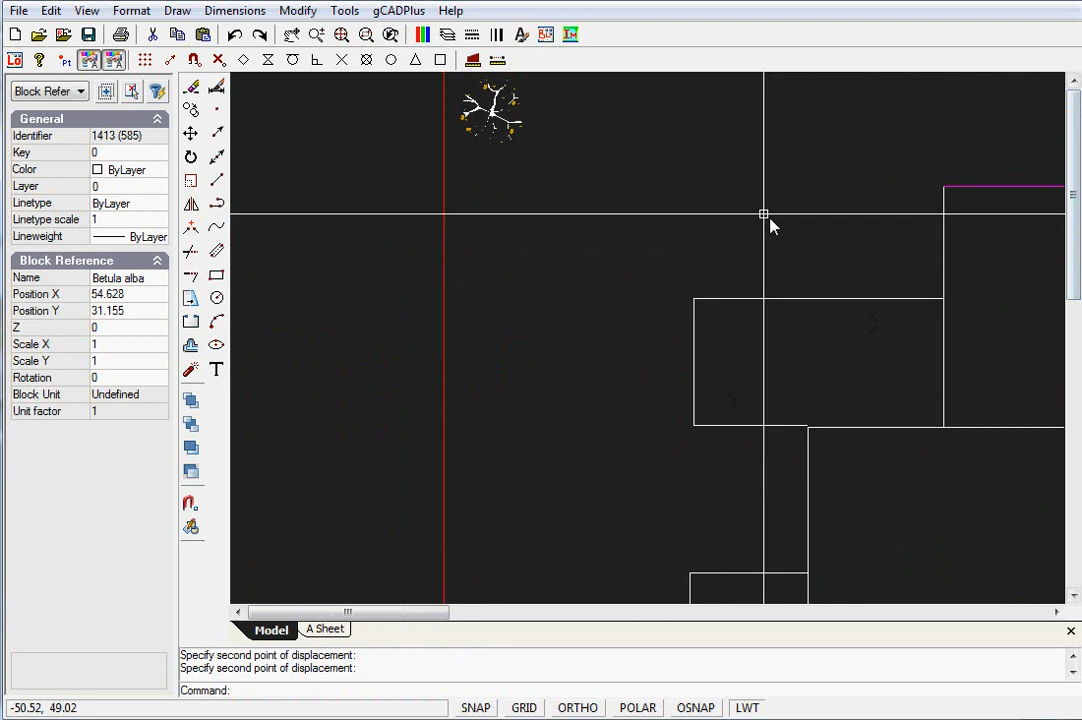 File Edit View Format Draw Dimensions Modify Tools gCADPlus Help
Block Refer
General
Identifier 1413 (585)
Key 0
Color ByLayer
Layer 0
Linetype ByLayer
Linetype scale 1
Lineweight ByLayer
Block Reference
Name Betula alba
Position X 54.628
Position Y 31.155
Z 0
Scale X 1
Scale Y 1
Rotation 0
Block Unit Undefined
Unit factor 1
Model A Sheet
Specify second point of displacement:
Specify second point of displacement:
Command:
-50.52, 49.02 SNAP GRID ORTHO POLAR OSNAP LWT